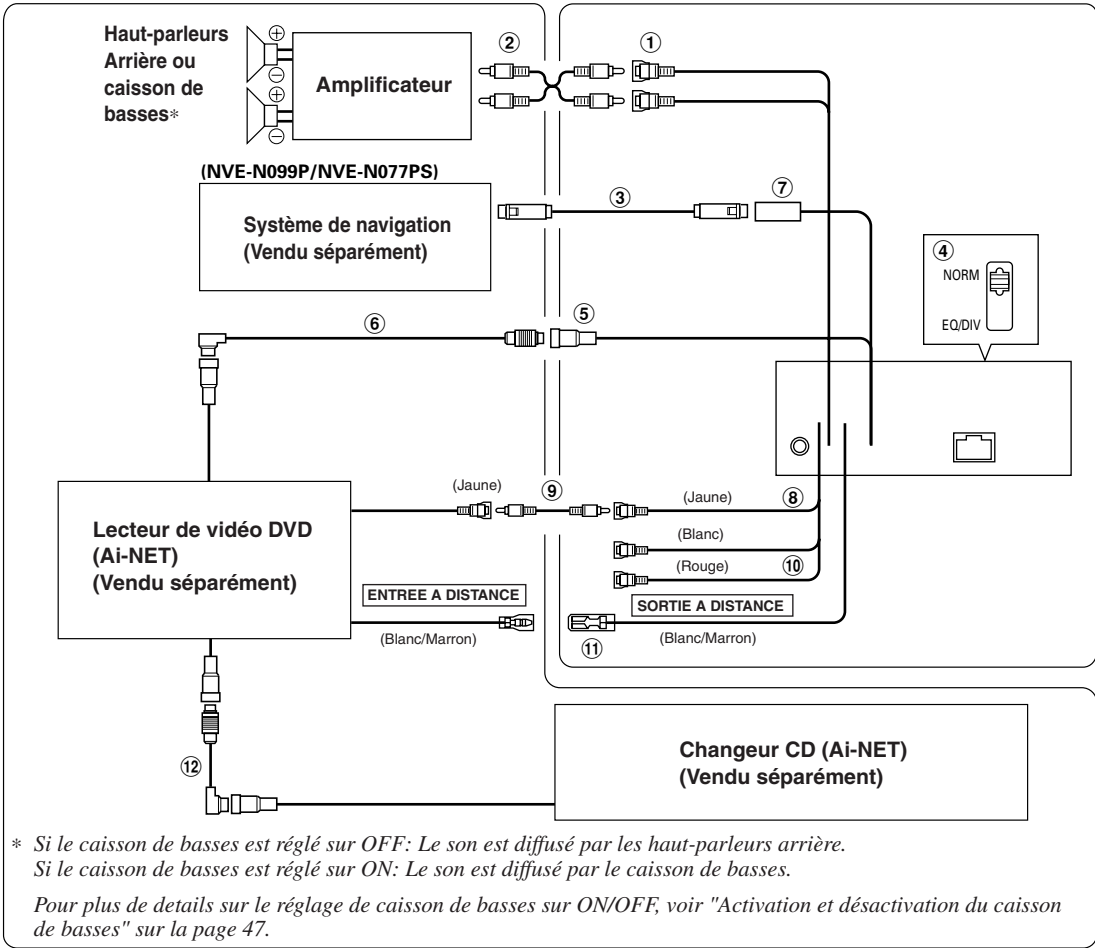 Haut-parleurs
Arrière ou
caisson de
basses*
⊕
⊖
⊕
⊖
Amplificateur
②
①
(NVE-N099P/NVE-N077PS)
Système de navigation
(Vendu séparément)
③
⑦
④
NORM
EQ/DIV
⑥
⑤
Lecteur de vidéo DVD
(Ai-NET)
(Vendu séparément)
(Jaune)
⑨
(Jaune)
⑧
(Blanc)
(Rouge)
⑩
ENTREE A DISTANCE
(Blanc/Marron)
SORTIE A DISTANCE
(Blanc/Marron)
⑪
⑫
Changeur CD (Ai-NET)
(Vendu séparément)
* Si le caisson de basses est réglé sur OFF: Le son est diffusé par les haut-parleurs arrière.
Si le caisson de basses est réglé sur ON: Le son est diffusé par le caisson de basses.
Pour plus de details sur le réglage de caisson de basses sur ON/OFF, voir "Activation et désactivation du caisson
de basses" sur la page 47.